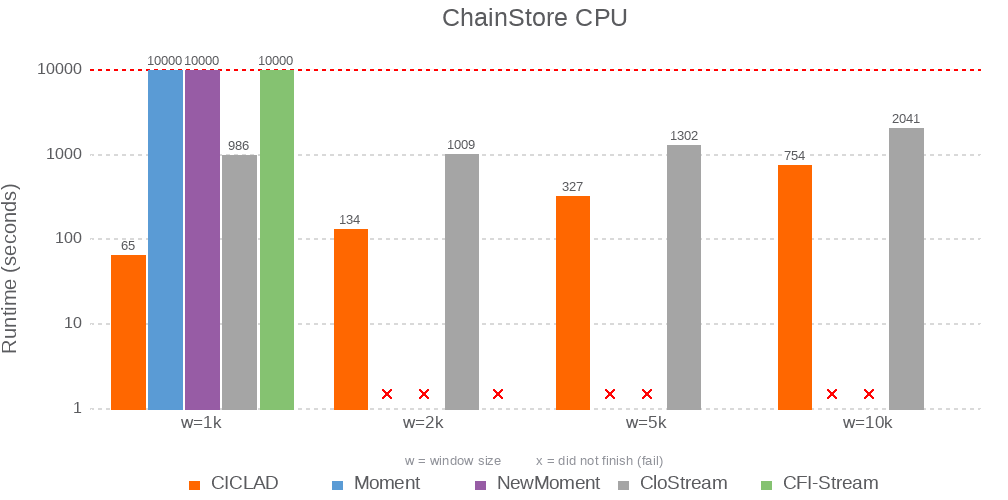 ChainStore CPU
Runtime (seconds)
10000
1000
100
10
1
65
10000
10000
986
10000
134
1009
327
1302
754
2041
w=1k
w=2k
w=5k
w=10k
w = window size
x = did not finish (fail)
CICLAD
Moment
NewMoment
CloStream
CFI-Stream